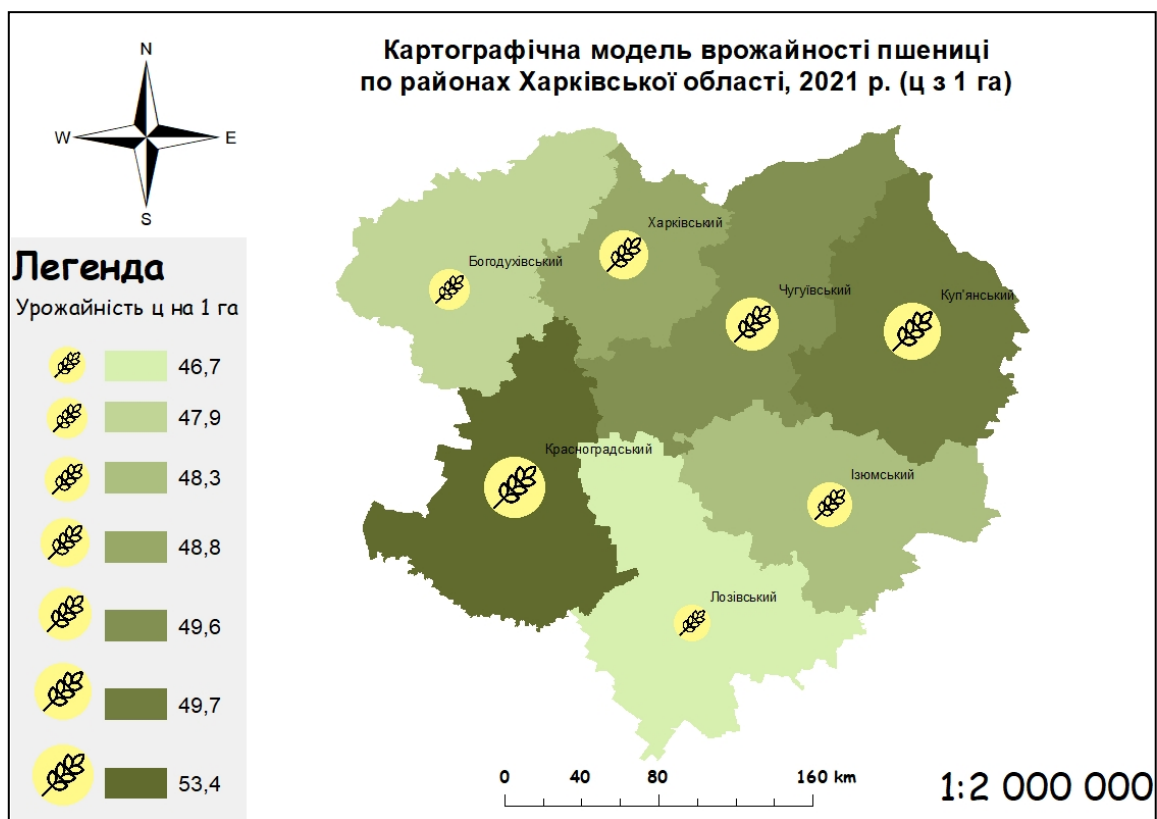 Картографічна модель врожайності пшениці
по районах Харківської області, 2021 р. (ц з 1 га)
N
W
E
S
Легенда
Урожайність ц на 1 га
46,7
47,9
48,3
48,8
49,6
49,7
53,4
Харківський
Богодухівський
Чугуївський
Куп'янський
Красноградський
Ізюмський
Лозівський
0 40 80 160 km
1:2 000 000